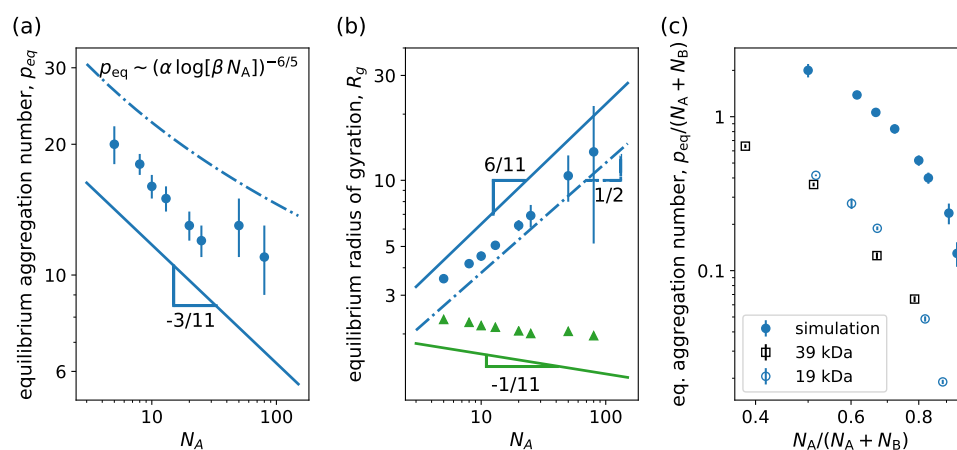 (a)
equilibrium aggregation number, p_eq
30
20
10
6
p_eq ~ (α log[β N_A])^−6/5
-3/11
10
100
N_A
(b)
equilibrium radius of gyration, R_g
30
10
5
3
6/11
1/2
-1/11
10
100
N_A
(c)
eq. aggregation number, p_eq/(N_A + N_B)
1
0.1
simulation
39 kDa
19 kDa
0.4
0.6
0.8
N_A/(N_A + N_B)